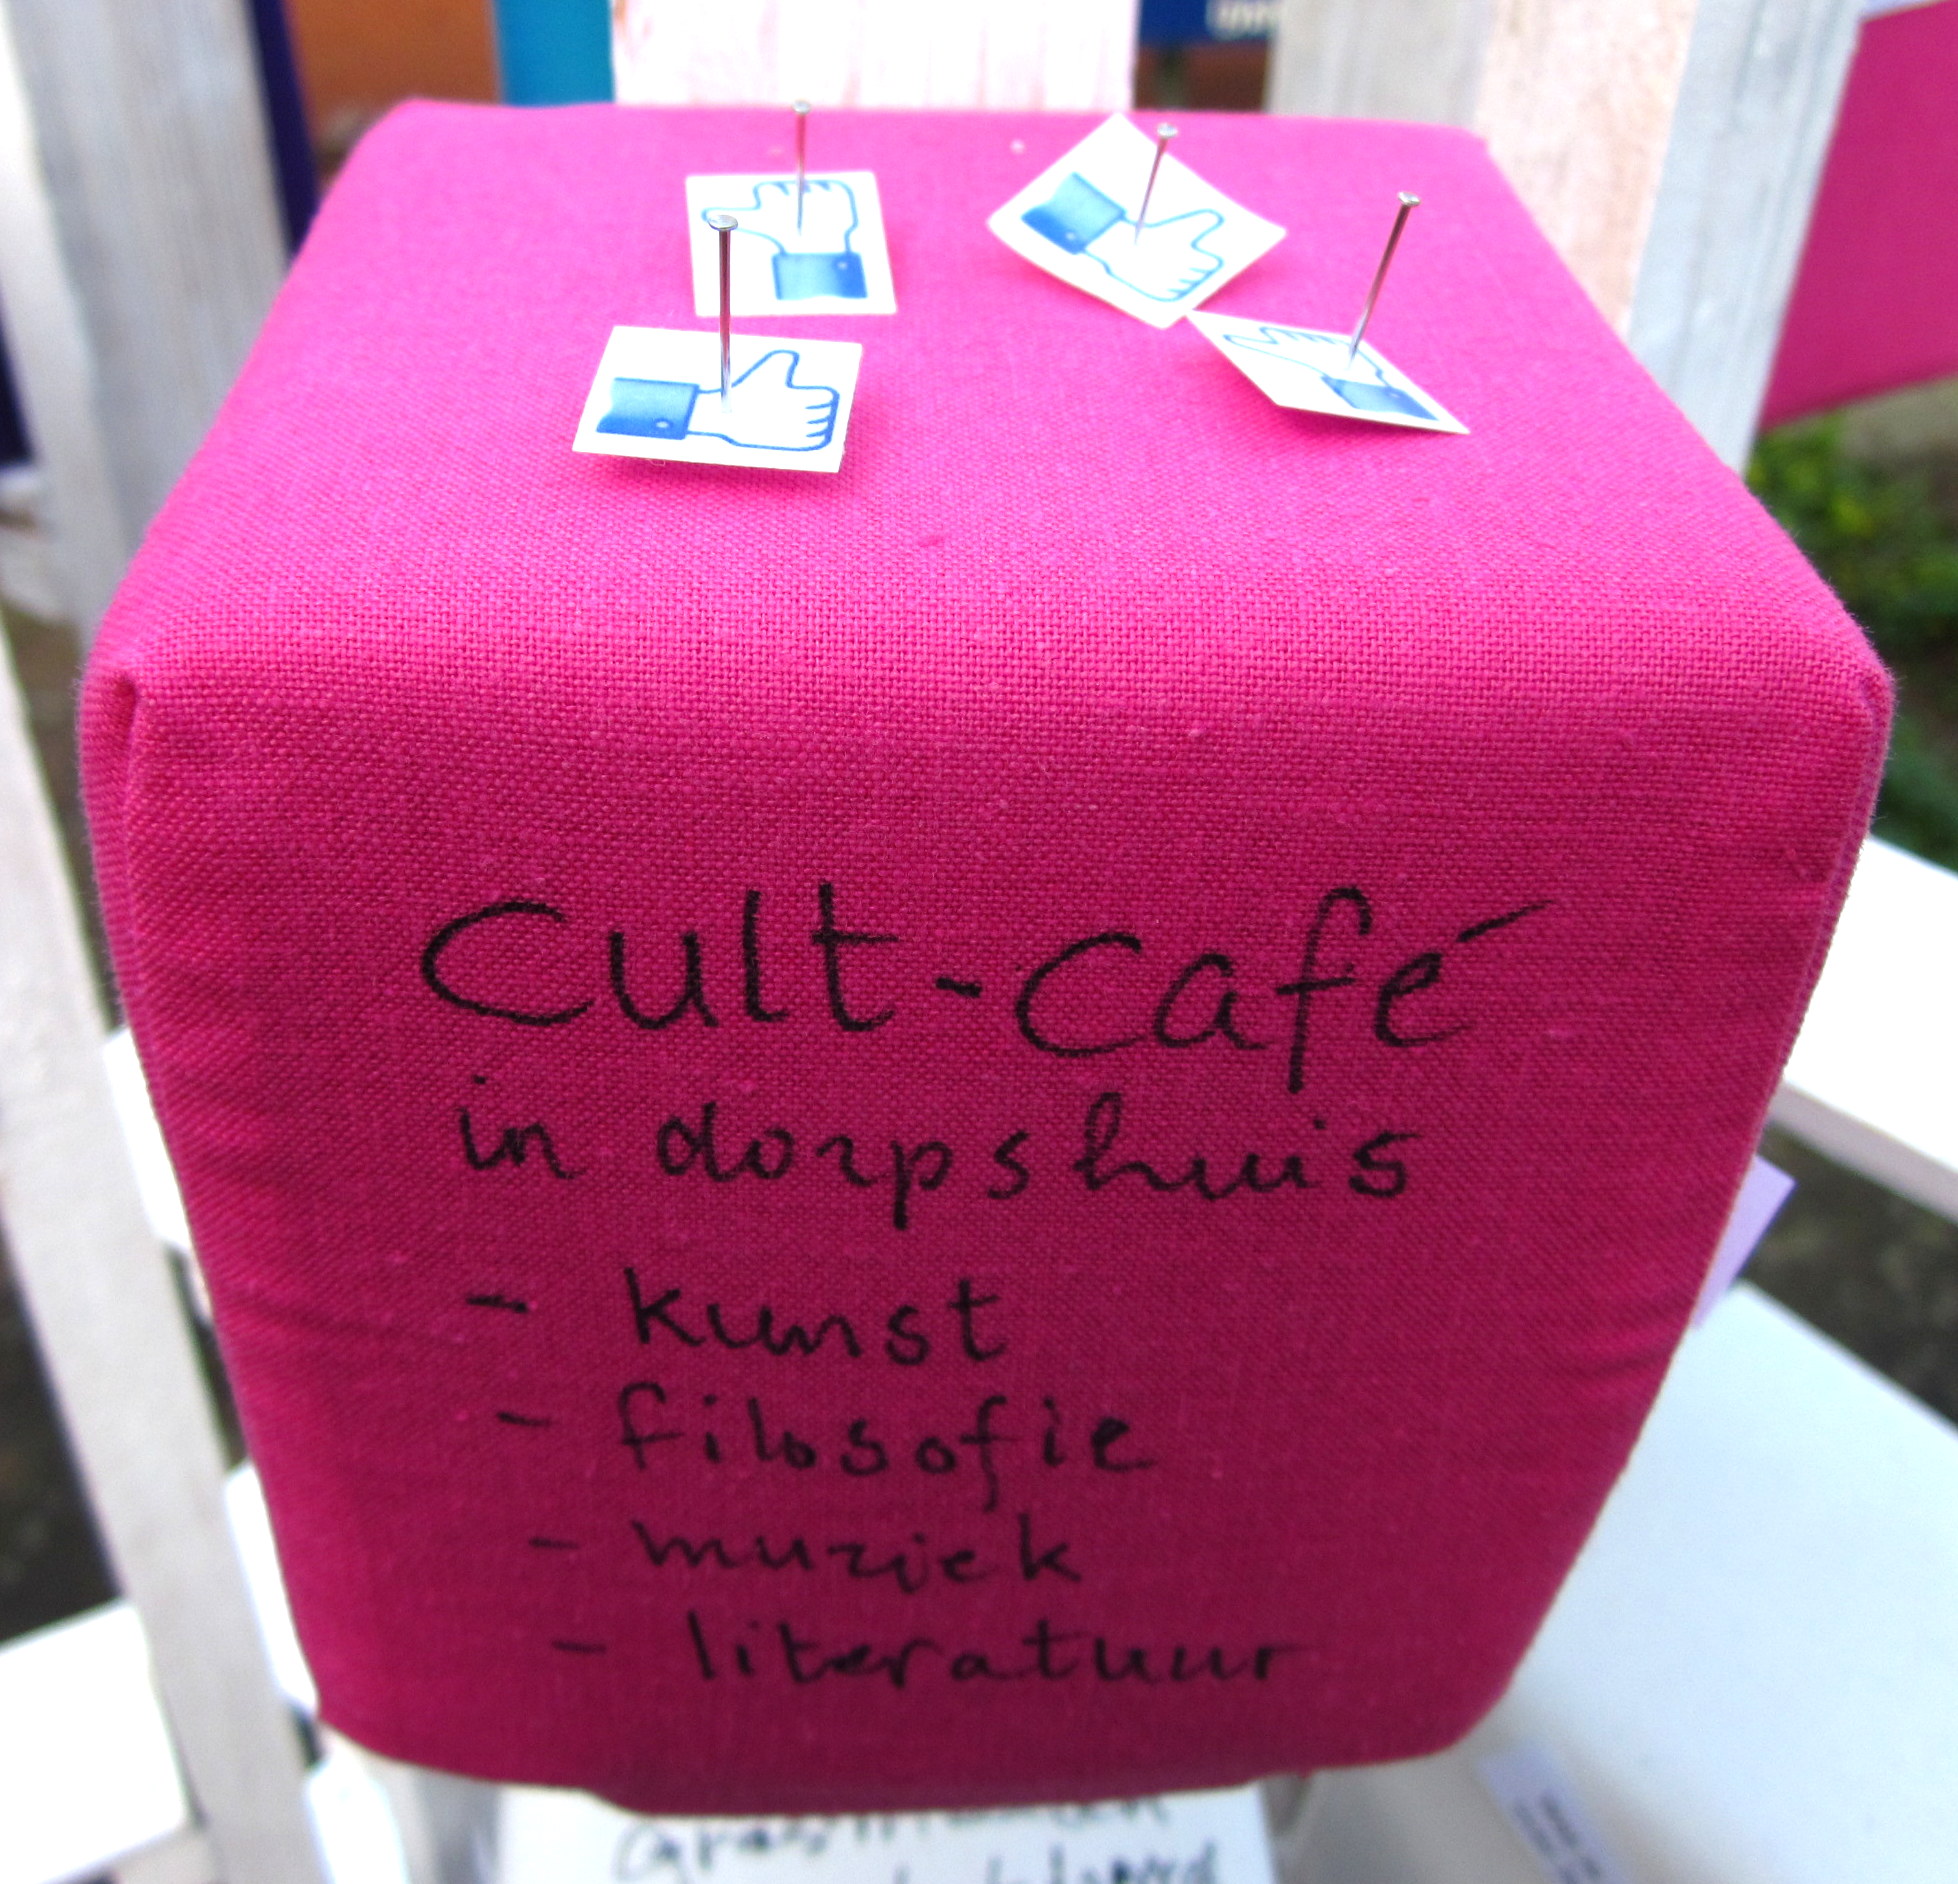 Cult-Café
in dorpshuis
- kunst
- filosofie
- muziek
- literatuur